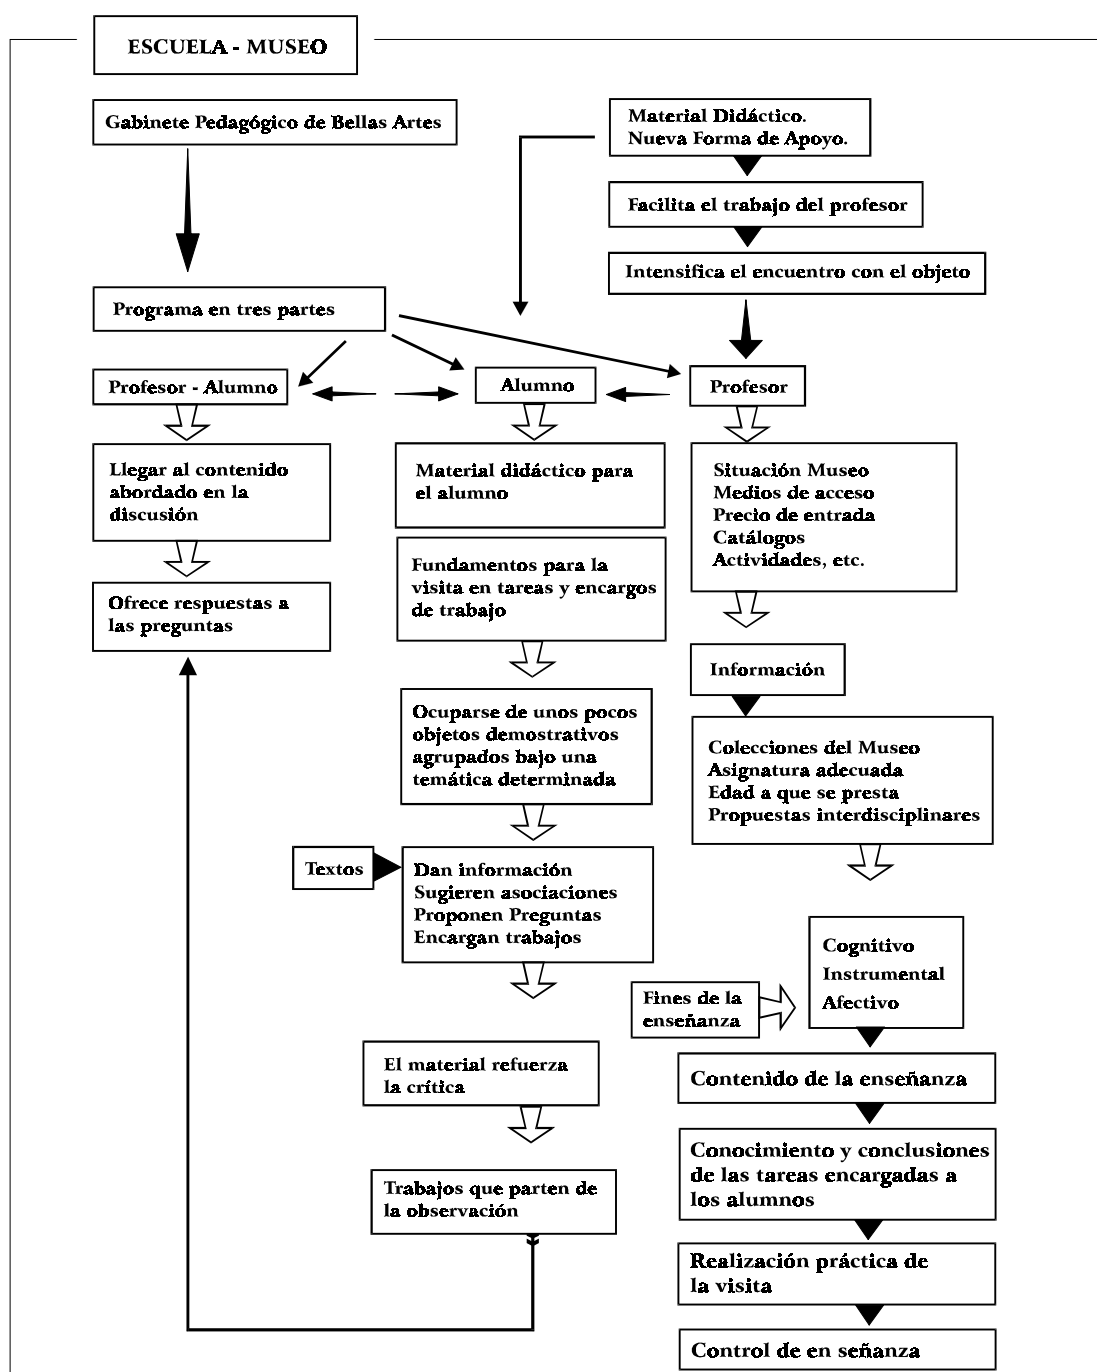 ESCUELA - MUSEO
Gabinete Pedagógico de Bellas Artes
Material Didáctico.
Nueva Forma de Apoyo.
Facilita el trabajo del profesor
Intensifica el encuentro con el objeto
Programa en tres partes
Profesor - Alumno
Alumno
Profesor
Llegar al contenido
abordado en la
discusión
Ofrece respuestas a
las preguntas
Material didáctico para
el alumno
Fundamentos para la
visita en tareas y encargos
de trabajo
Ocuparse de unos pocos
objetos demostrativos
agrupados bajo una
temática determinada
Textos
Dan información
Sugieren asociaciones
Proponen Preguntas
Encargan trabajos
El material refuerza
la crítica
Trabajos que parten de
la observación
Situación Museo
Medios de acceso
Precio de entrada
Catálogos
Actividades, etc.
Información
Colecciones del Museo
Asignatura adecuada
Edad a que se presta
Propuestas interdisciplinares
Fines de la
enseñanza
Cognitivo
Instrumental
Afectivo
Contenido de la enseñanza
Conocimiento y conclusiones
de las tareas encargadas a
los alumnos
Realización práctica de
la visita
Control de en señanza